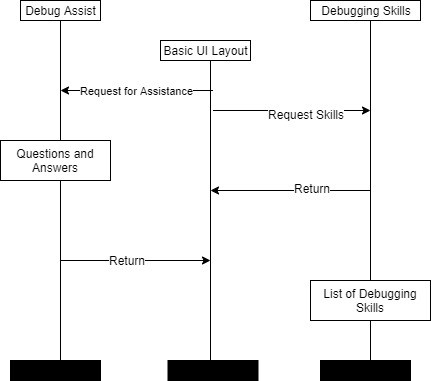 Debug Assist
Debugging Skills
Basic UI Layout
Request for Assistance
Request Skills
Questions and
Answers
Return
Return
List of Debugging
Skills